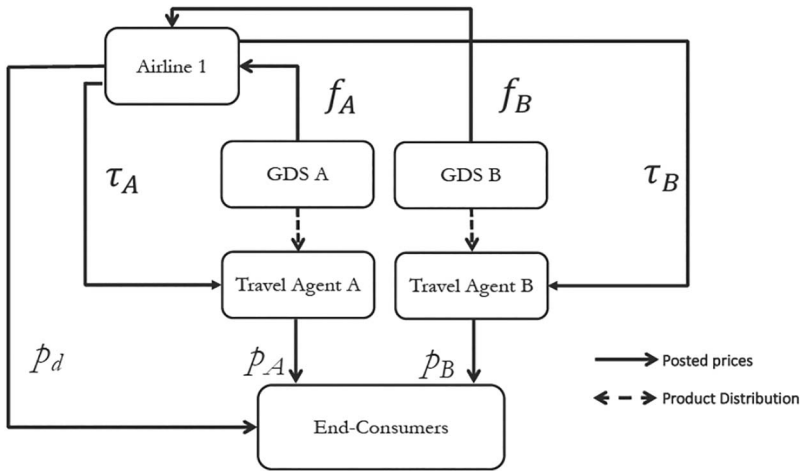 Airline 1
f_A
f_B
GDS A
GDS B
τ_A
τ_B
Travel Agent A
Travel Agent B
p_d
p_A
p_B
Posted prices
Product Distribution
End-Consumers